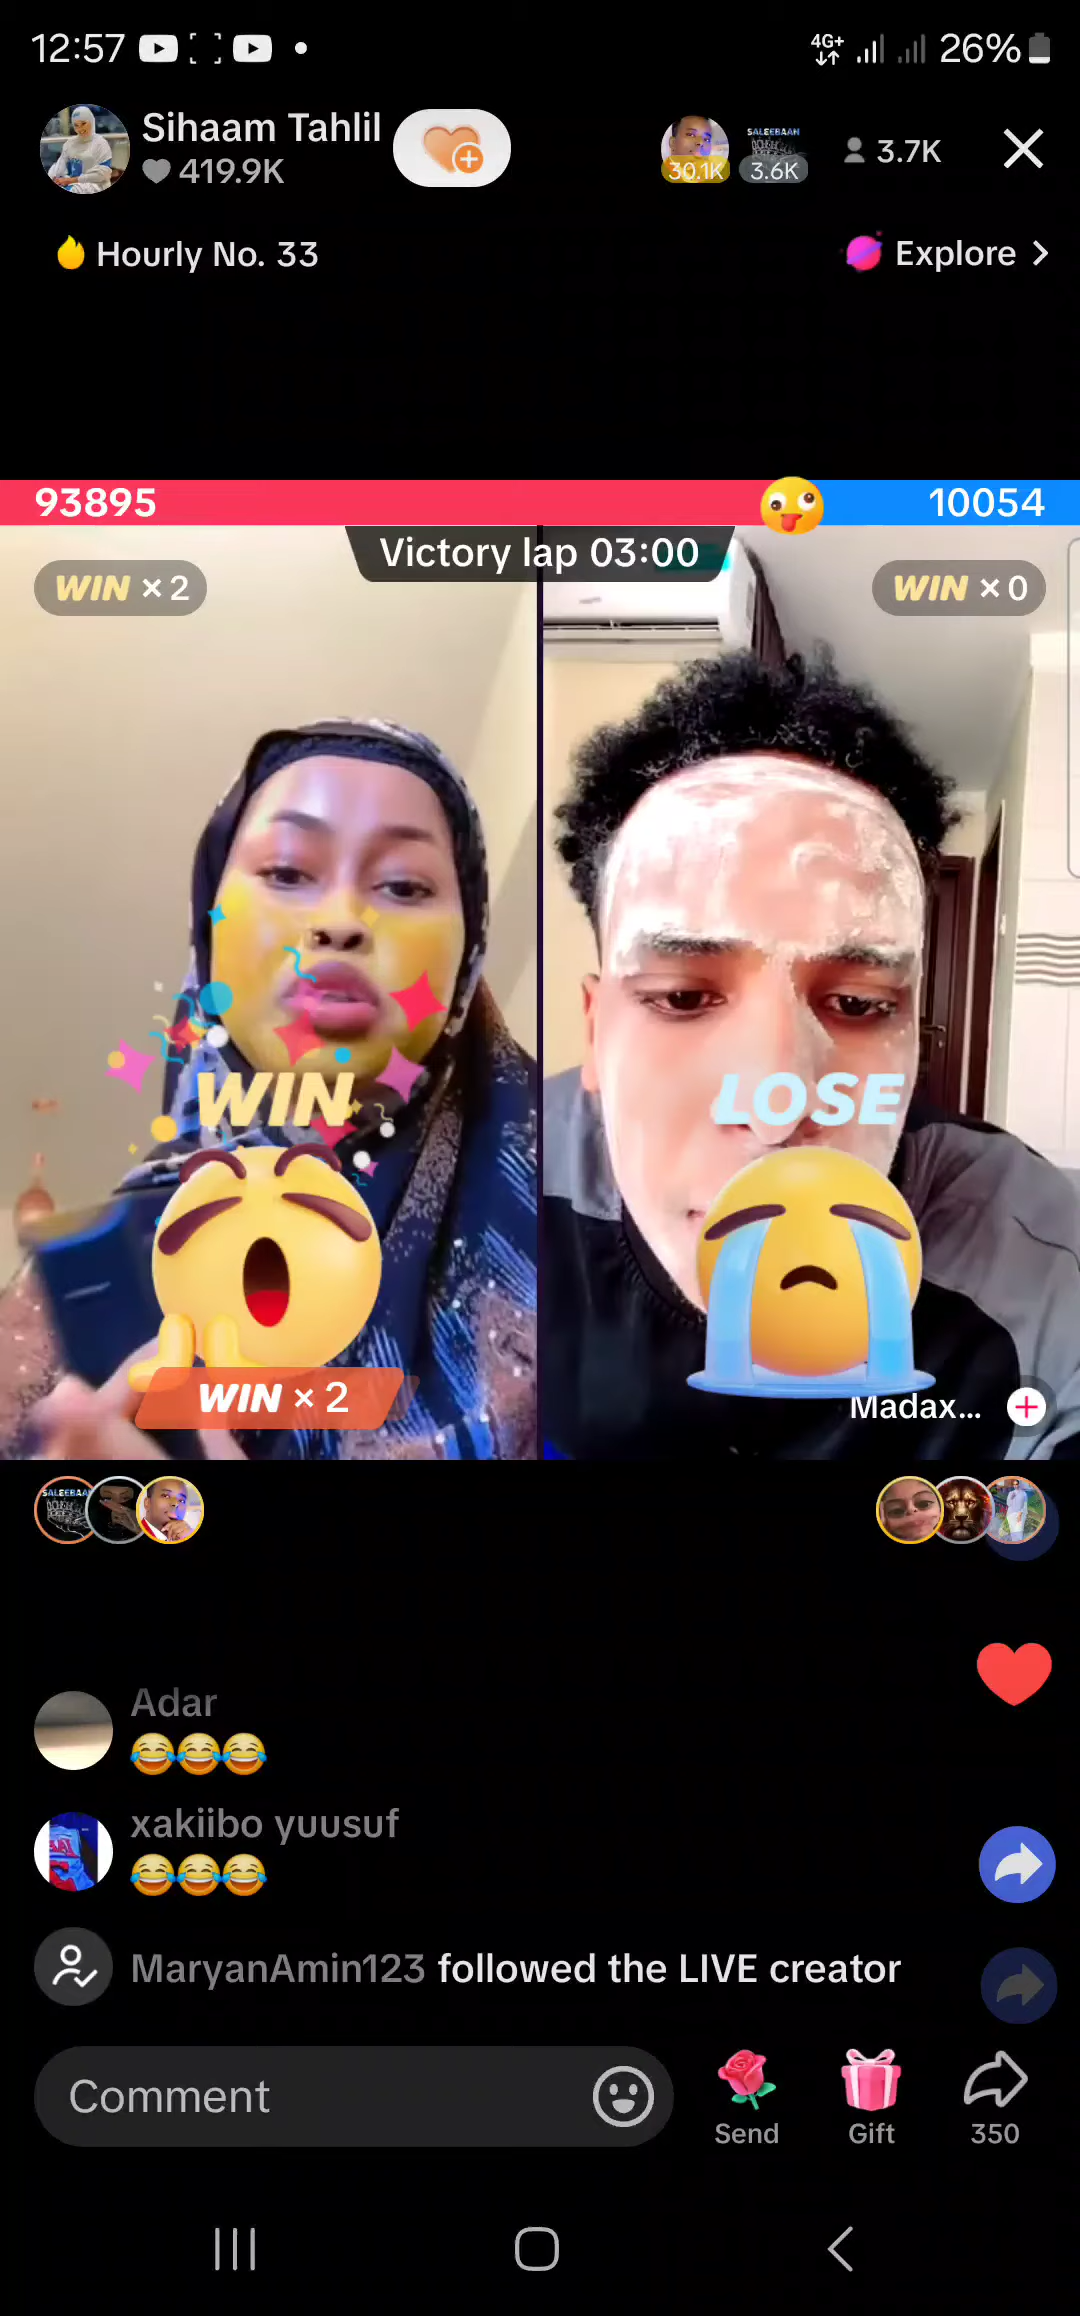 12:57
4G+
26%
Sihaam Tahlil
419.9K
30.1K
SALEEBAAN
3.6K
3.7K
Hourly No. 33
Explore
93895
10054
Victory lap 03:00
WIN × 2
WIN × 0
WIN
LOSE
WIN × 2
Madax...
Adar
😂😂😂
xakiibo yuusuf
😂😂😂
MaryanAmin123 followed the LIVE creator
Comment
Send
Gift
350